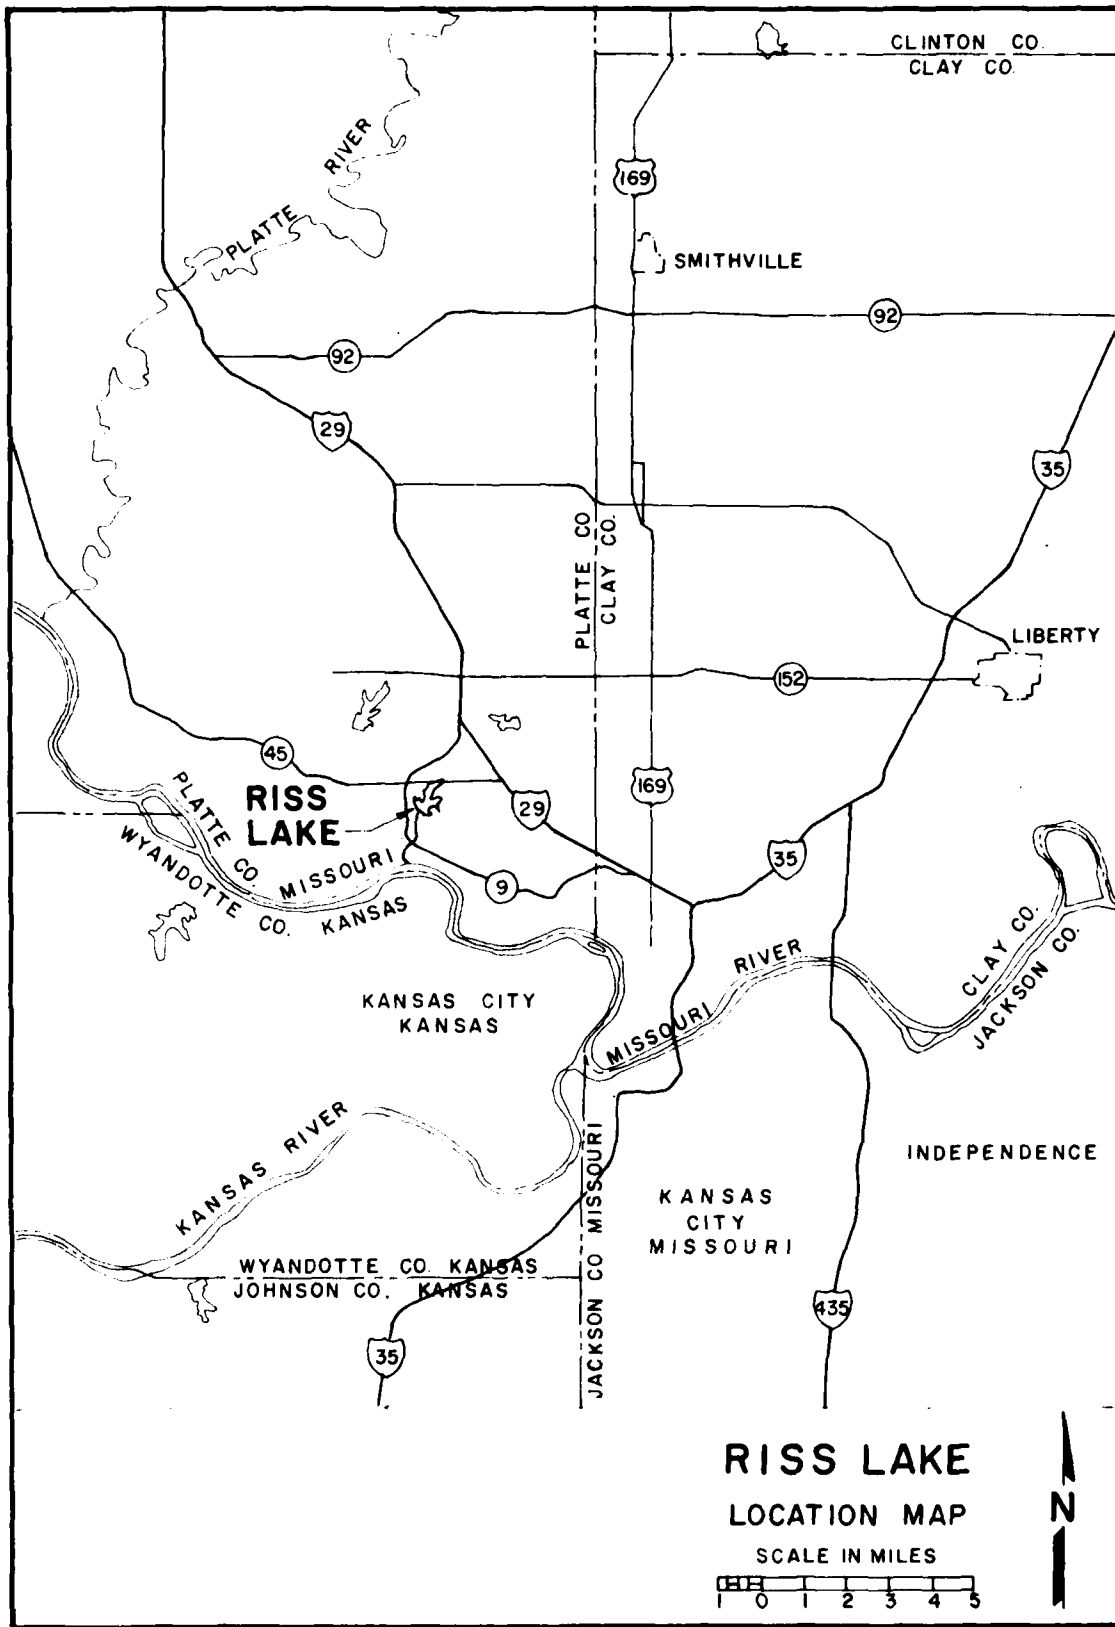 CLINTON CO.
CLAY CO.
PLATTE RIVER
169
SMITHVILLE
92
92
29
35
PLATTE CO
CLAY CO.
LIBERTY
152
45
RISS
LAKE
169
29
35
9
PLATTE CO. MISSOURI
WYANDOTTE CO. KANSAS
MISSOURI RIVER
CLAY CO.
JACKSON CO.
KANSAS CITY
KANSAS
KANSAS RIVER
INDEPENDENCE
KANSAS
CITY
MISSOURI
JACKSON CO MISSOURI
WYANDOTTE CO. KANSAS
JOHNSON CO. KANSAS
435
35
RISS LAKE
LOCATION MAP
N
SCALE IN MILES
1 0 1 2 3 4 5